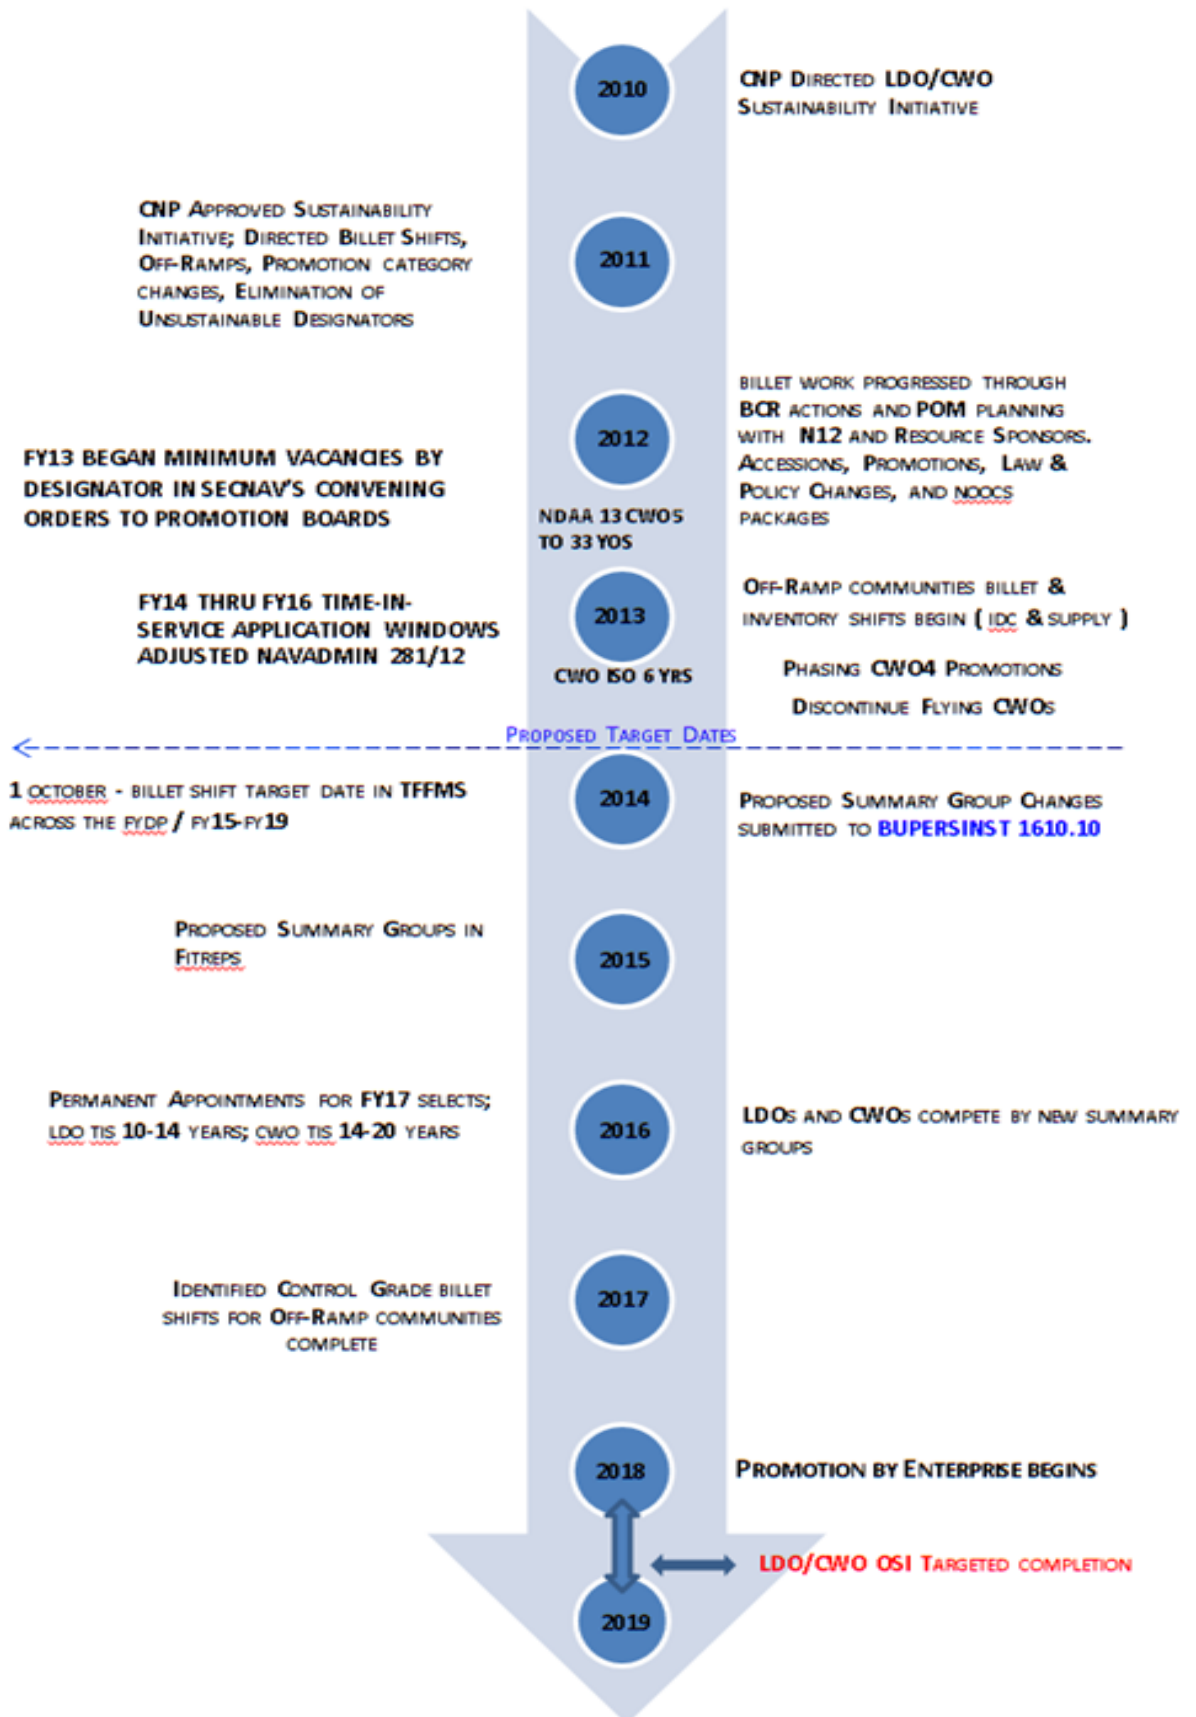 2010
CNP Directed LDO/CWO
Sustainability Initiative
CNP Approved Sustainability
Initiative; Directed Billet Shifts,
Off-Ramps, Promotion category
changes, Elimination of
Unsustainable Designators
2011
billet work progressed through
BCR actions and POM planning
with N12 and Resource Sponsors.
Accessions, Promotions, Law &
Policy Changes, and noocs
packages
2012
FY13 BEGAN MINIMUM VACANCIES BY
DESIGNATOR IN SECNAV'S CONVENING
ORDERS TO PROMOTION BOARDS
NDAA 13 CWO5
TO 33 YOS
FY14 THRU FY16 TIME-IN-
SERVICE APPLICATION WINDOWS
ADJUSTED NAVADMIN 281/12
2013
CWO ISO 6 YRS
Off-Ramp communities billet &
inventory shifts begin ( idc & supply )
Phasing CWO4 Promotions
Discontinue Flying CWOs
Proposed Target Dates
1 october - billet shift target date in TFFMS
across the fydp / fy15-fy19
2014
Proposed Summary Group Changes
submitted to BUPERSINST 1610.10
Proposed Summary Groups in
Fitreps
2015
Permanent Appointments for FY17 selects;
ldo tis 10-14 years; cwo tis 14-20 years
2016
LDOs and CWOs compete by new summary
groups
Identified Control Grade billet
shifts for Off-Ramp communities
complete
2017
2018
Promotion by Enterprise begins
LDO/CWO OSI Targeted completion
2019